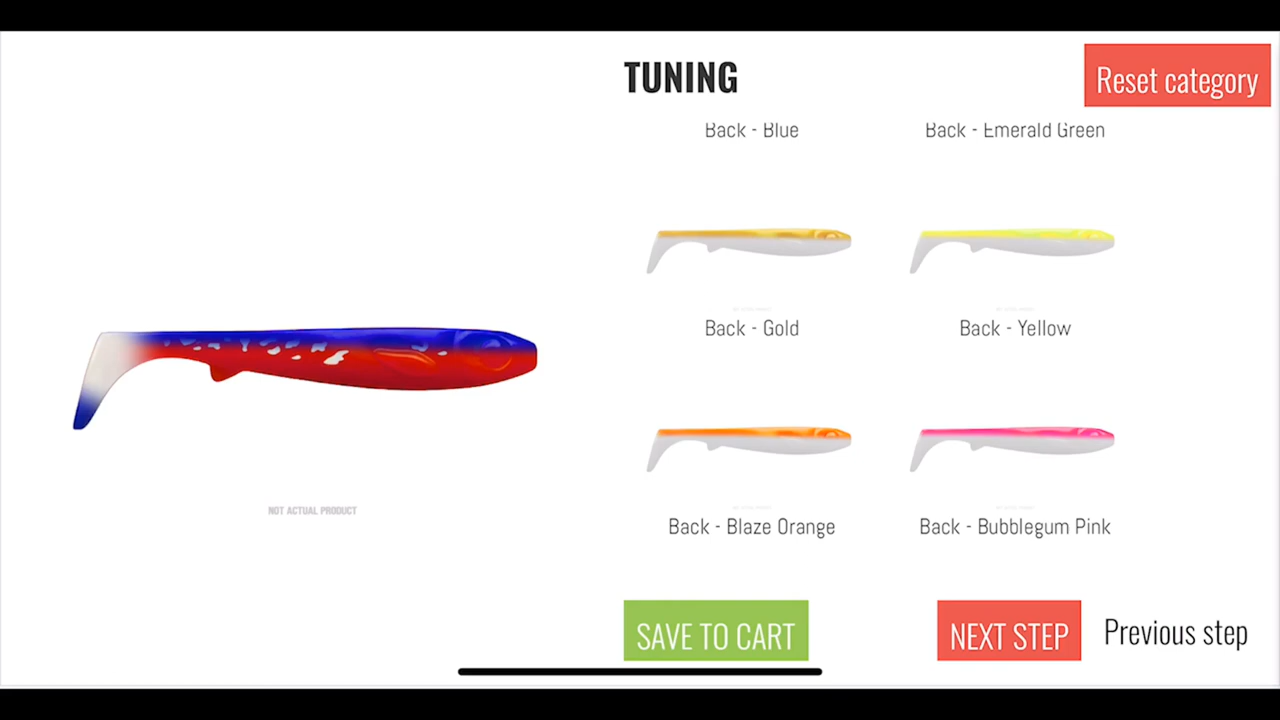 TUNING
Reset category
Back - Blue
Back - Emerald Green
Back - Gold
Back - Yellow
Back - Blaze Orange
Back - Bubblegum Pink
NOT ACTUAL PRODUCT
SAVE TO CART
NEXT STEP
Previous step